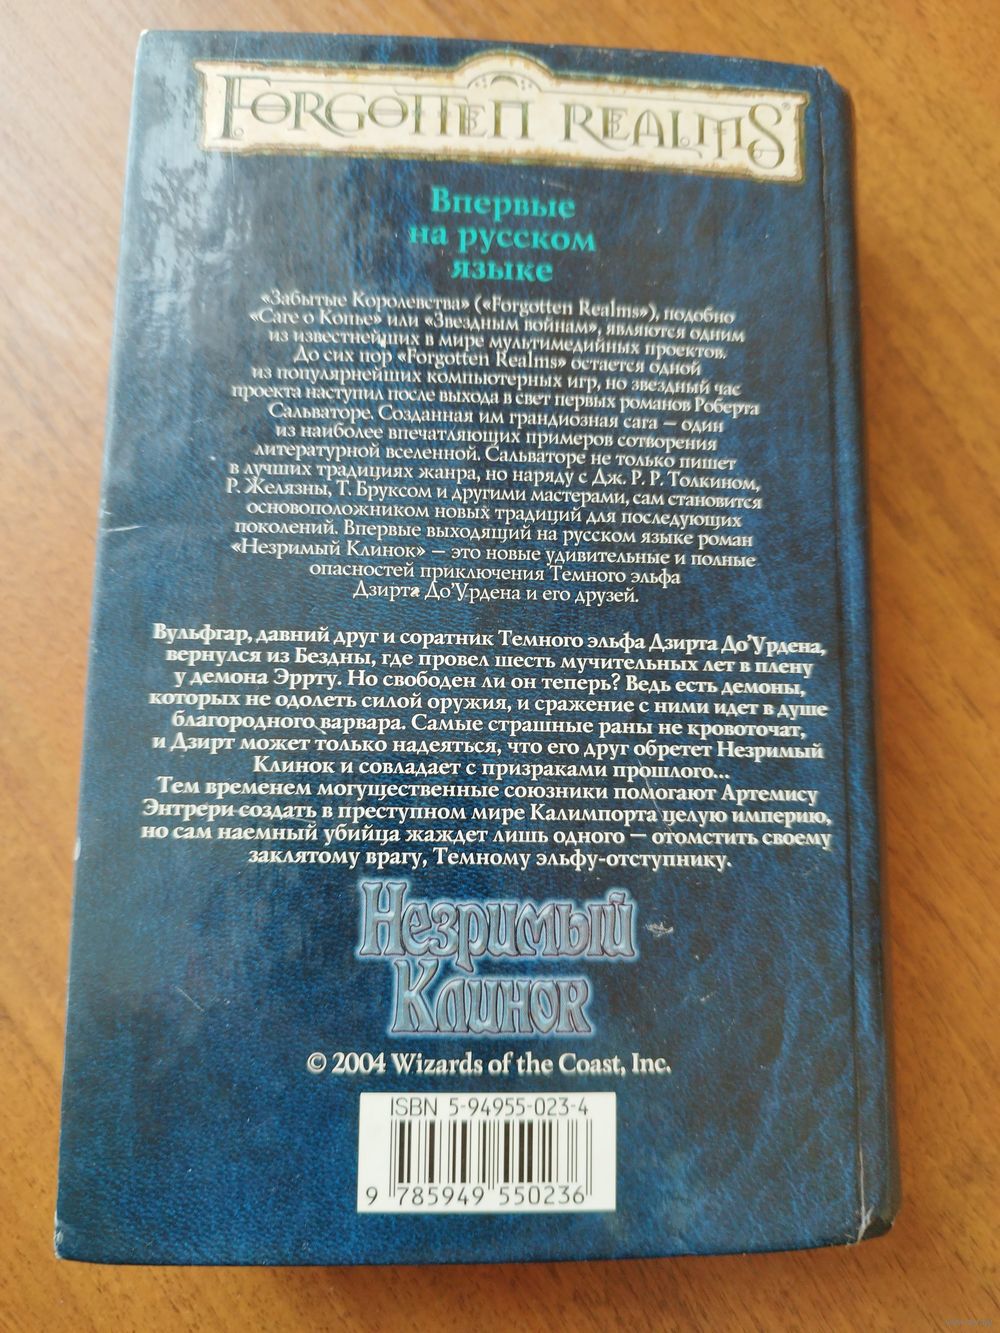 FORGOTTEN REALMS®
Впервые
на русском
языке
«Забытые Королевства» («Forgotten Realms»), подобно
«Саге о Копье» или «Звездным войнам», являются одним
из известнейших в мире мультимедийных проектов.
До сих пор «Forgotten Realms» остается одной
из популярнейших компьютерных игр, но звездный час
проекта наступил после выхода в свет первых романов Роберта
Сальваторе. Созданная им грандиозная сага — один
из наиболее впечатляющих примеров сотворения
литературной вселенной. Сальваторе не только пишет
в лучших традициях жанра, но наряду с Дж. Р. Р. Толкином,
Р. Желязны, Т. Бруксом и другими мастерами, сам становится
основоположником новых традиций для последующих
поколений. Впервые выходящий на русском языке роман
«Незримый Клинок» — это новые удивительные и полные
опасностей приключения Темного эльфа
Дзирта До'Урдена и его друзей.
Вульфгар, давний друг и соратник Темного эльфа Дзирта До'Урдена,
вернулся из Бездны, где провел шесть мучительных лет в плену
у демона Эррту. Но свободен ли он теперь? Ведь есть демоны,
которых не одолеть силой оружия, и сражение с ними идет в душе
благородного варвара. Самые страшные раны не кровоточат,
и Дзирт может только надеяться, что его друг обретет Незримый
Клинок и совладает с призраками прошлого...
Тем временем могущественные союзники помогают Артемису
Энтрери создать в преступном мире Калимпорта целую империю,
но сам наемный убийца жаждет лишь одного — отомстить своему
заклятому врагу, Темному эльфу-отступнику.
Незримый
Клинок
© 2004 Wizards of the Coast, Inc.
ISBN 5-94955-023-4
9 785949 550236